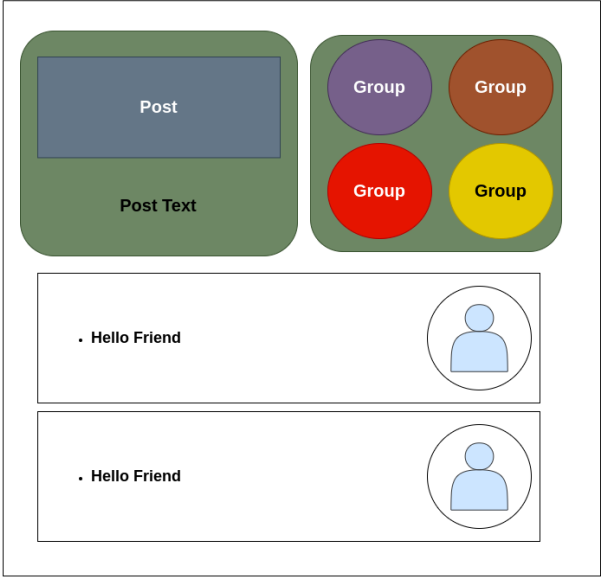 Post
Post Text
Group
Group
Group
Group
• Hello Friend
• Hello Friend